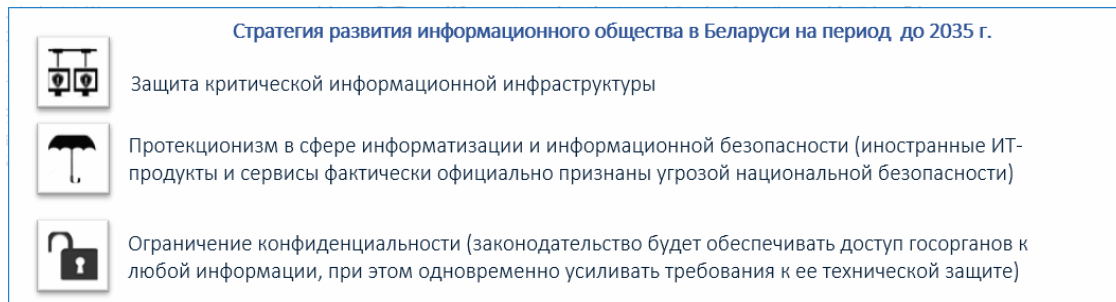 Стратегия развития информационного общества в Беларуси на период до 2035 г.
Защита критической информационной инфраструктуры
Протекционизм в сфере информатизации и информационной безопасности (иностранные ИТ-
продукты и сервисы фактически официально признаны угрозой национальной безопасности)
Ограничение конфиденциальности (законодательство будет обеспечивать доступ госорганов к
любой информации, при этом одновременно усиливать требования к ее технической защите)